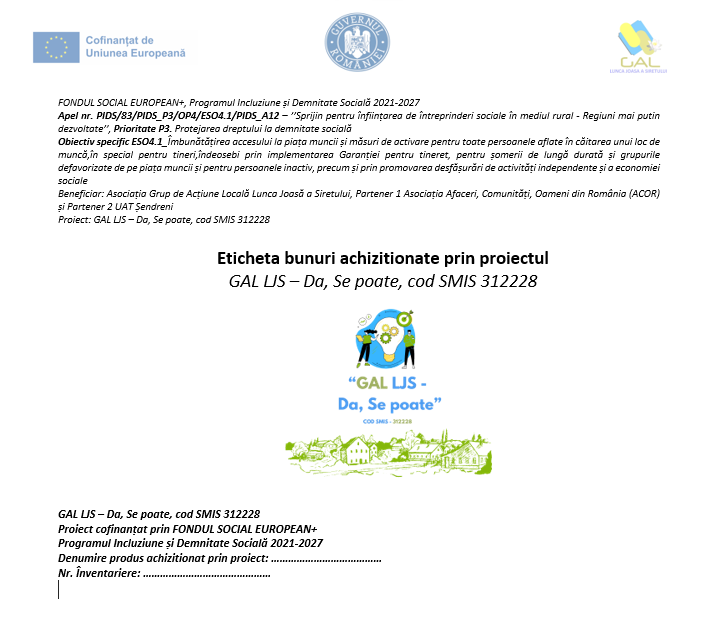 Cofinanțat de
Uniunea Europeană
GUVERNUL ROMÂNIEI
GAL
LUNCA JOASA A SIRETULUI
FONDUL SOCIAL EUROPEAN+, Programul Incluziune și Demnitate Socială 2021-2027
Apel nr. PIDS/83/PIDS_P3/OP4/ESO4.1/PIDS_A12 – ’’Sprijin pentru înființarea de întreprinderi sociale în mediul rural - Regiuni mai putin
dezvoltate’’, Prioritate P3. Protejarea dreptului la demnitate socială
Obiectiv specific ESO4.1_Îmbunătățirea accesului la piața muncii și măsuri de activare pentru toate persoanele aflate în căitarea unui loc de
muncă,în special pentru tineri,îndeosebi prin implementarea Garanției pentru tineret, pentru șomerii de lungă durată și grupurile
defavorizate de pe piața muncii și pentru persoanele inactiv, precum și prin promovarea desfășurări de activități independente și a economiei
sociale
Beneficiar: Asociația Grup de Acțiune Locală Lunca Joasă a Siretului, Partener 1 Asociația Afaceri, Comunități, Oameni din România (ACOR)
și Partener 2 UAT Șendreni
Proiect: GAL LJS – Da, Se poate, cod SMIS 312228
Eticheta bunuri achizitionate prin proiectul
GAL LJS – Da, Se poate, cod SMIS 312228
“GAL LJS -
Da, Se poate”
COD SMIS - 312228
GAL LJS – Da, Se poate, cod SMIS 312228
Proiect cofinanțat prin FONDUL SOCIAL EUROPEAN+
Programul Incluziune și Demnitate Socială 2021-2027
Denumire produs achizitionat prin proiect: …………………………………
Nr. Înventariere: ………………………………………